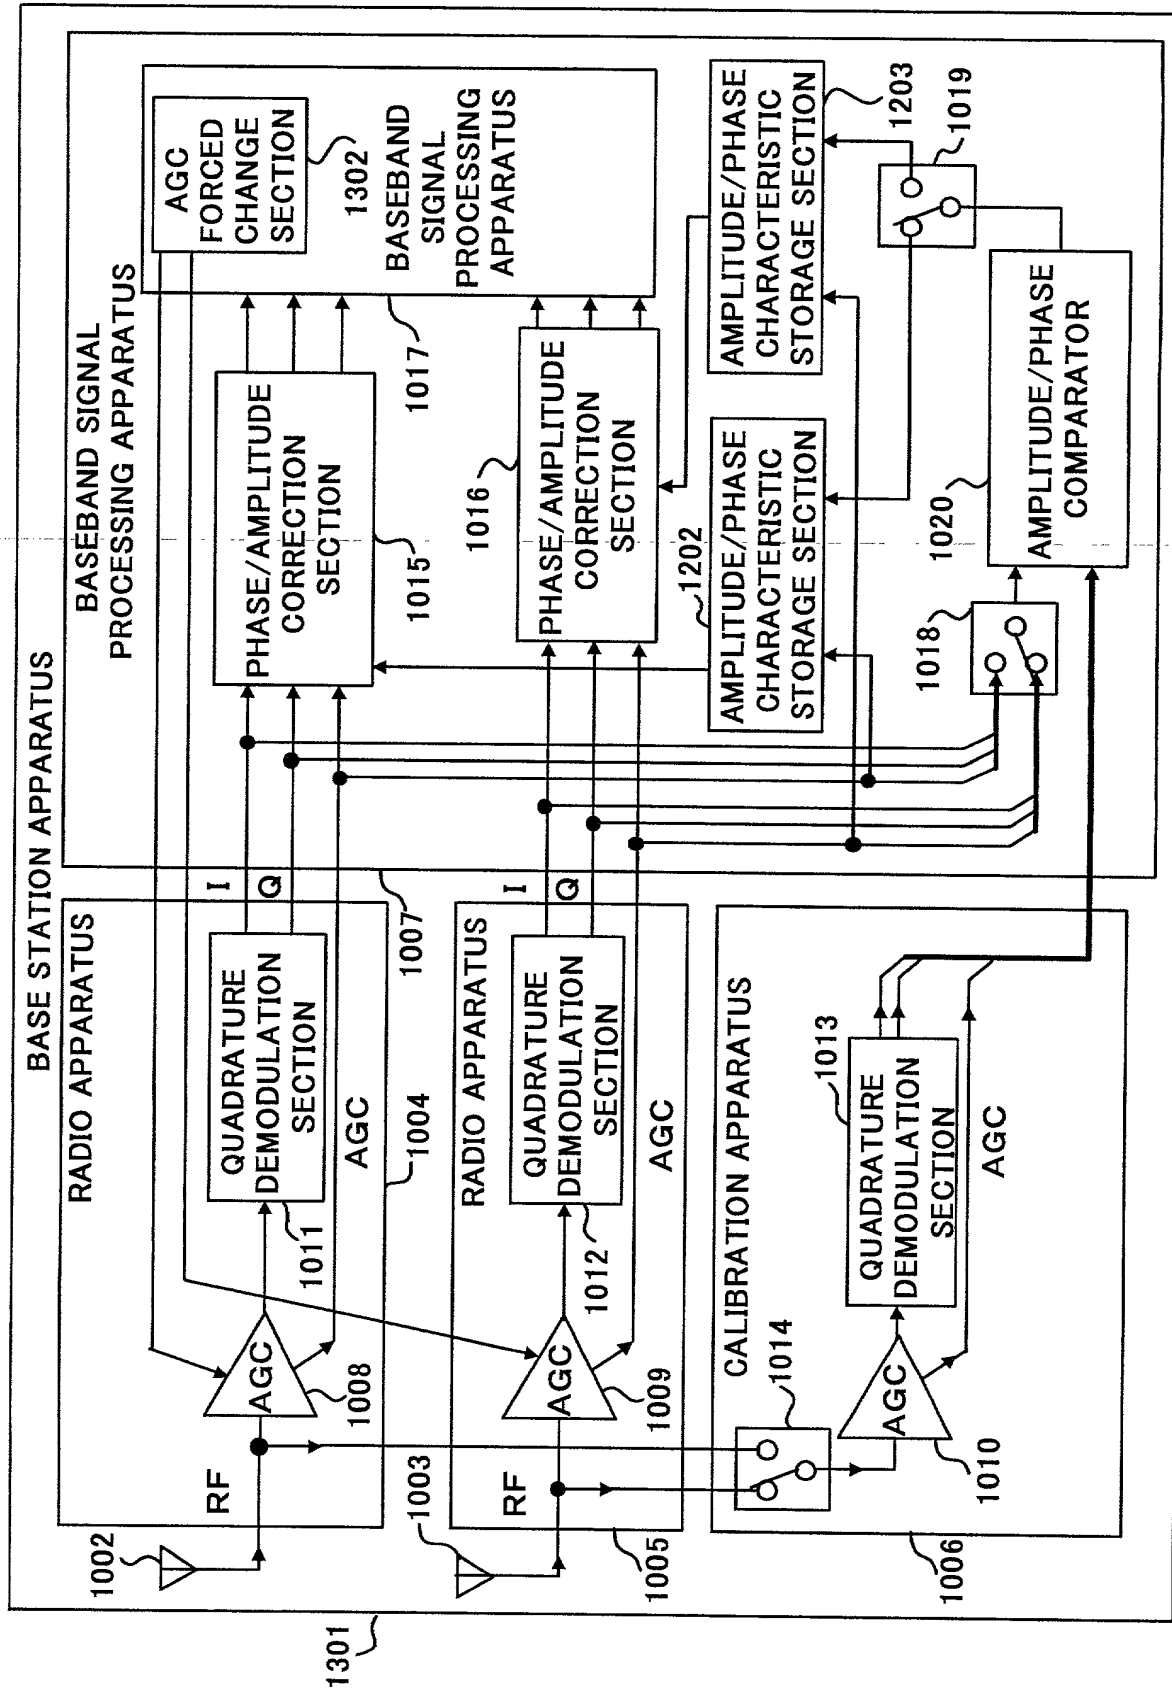 BASE STATION APPARATUS
1301
RADIO APPARATUS
1002
RF
AGC
1008
QUADRATURE
DEMODULATION
SECTION
1011
AGC
1004
I
Q
1007
BASEBAND SIGNAL
PROCESSING APPARATUS
PHASE/AMPLITUDE
CORRECTION
SECTION
1015
AGC
FORCED
CHANGE
SECTION
1302
BASEBAND
SIGNAL
PROCESSING
APPARATUS
1017
RADIO APPARATUS
1003
RF
1005
AGC
1009
QUADRATURE
DEMODULATION
SECTION
1012
AGC
I
Q
1016
PHASE/AMPLITUDE
CORRECTION
SECTION
1202
AMPLITUDE/PHASE
CHARACTERISTIC
STORAGE SECTION
AMPLITUDE/PHASE
CHARACTERISTIC
STORAGE SECTION
1203
1019
CALIBRATION APPARATUS
1014
1006
AGC
1010
1013
QUADRATURE
DEMODULATION
SECTION
AGC
1018
1020
AMPLITUDE/PHASE
COMPARATOR